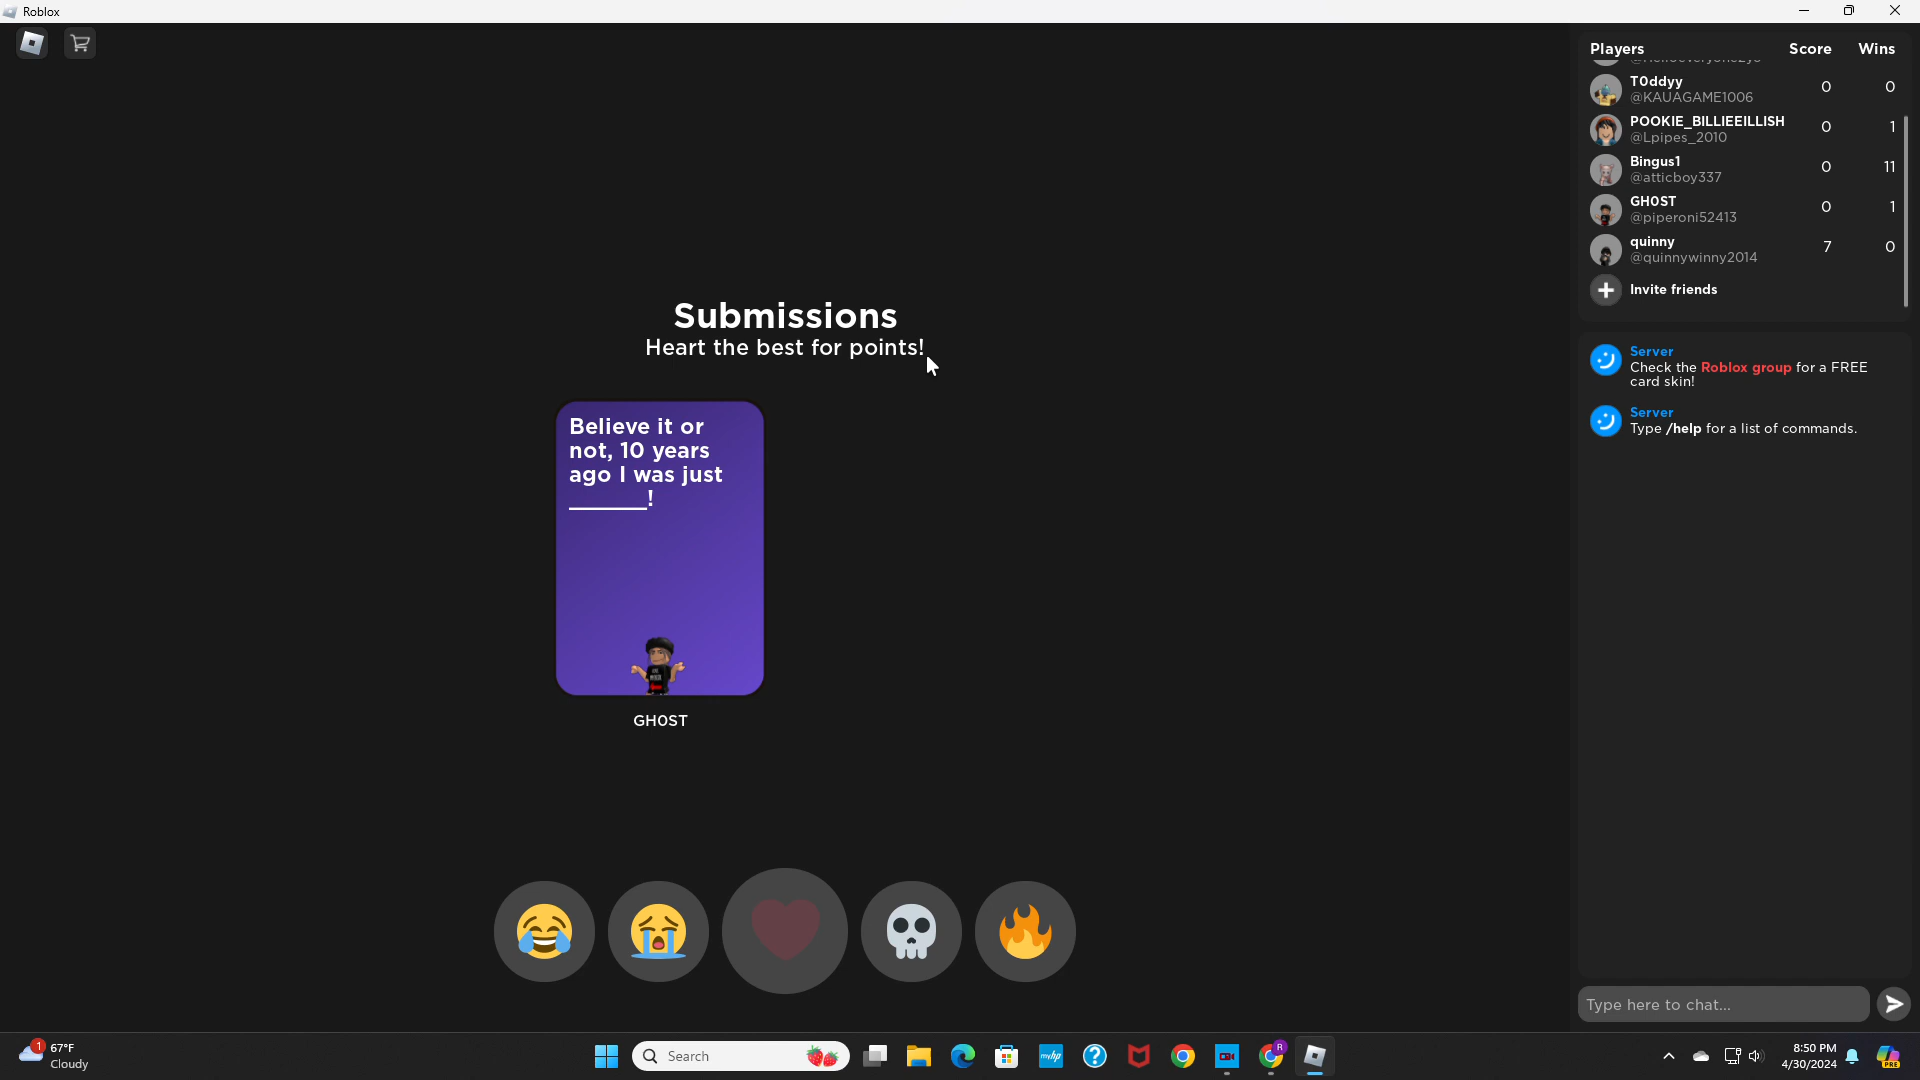 Roblox
Players Score Wins
T0ddyy 0 0
@KAUAGAME1006
POOKIE_BILLIEEILLISH 0 1
@Lpipes_2010
Bingus1 0 11
@atticboy337
GH0ST 0 1
@piperoni52413
quinny 7 0
@quinnywinny2014
Invite friends
Submissions
Heart the best for points!
Believe it or
not, 10 years
ago I was just
______!
GH0ST
Server
Check the Roblox group for a FREE
card skin!
Server
Type /help for a list of commands.
Type here to chat...
1
67°F
Cloudy
Search
myhp
R
8:50 PM
4/30/2024
PRE